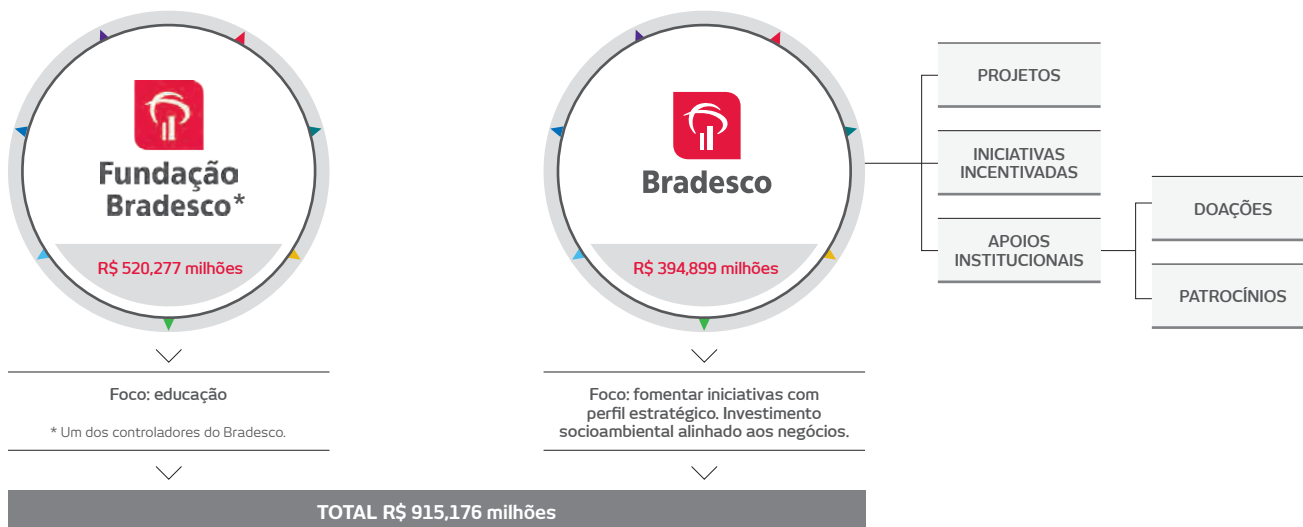 Fundação
Bradesco*
R$ 520,277 milhões
Foco: educação
* Um dos controladores do Bradesco.
Bradesco
R$ 394,899 milhões
Foco: fomentar iniciativas com
perfil estratégico. Investimento
socioambiental alinhado aos negócios.
PROJETOS
INICIATIVAS
INCENTIVADAS
APOIOS
INSTITUCIONAIS
DOAÇÕES
PATROCÍNIOS
TOTAL R$ 915,176 milhões